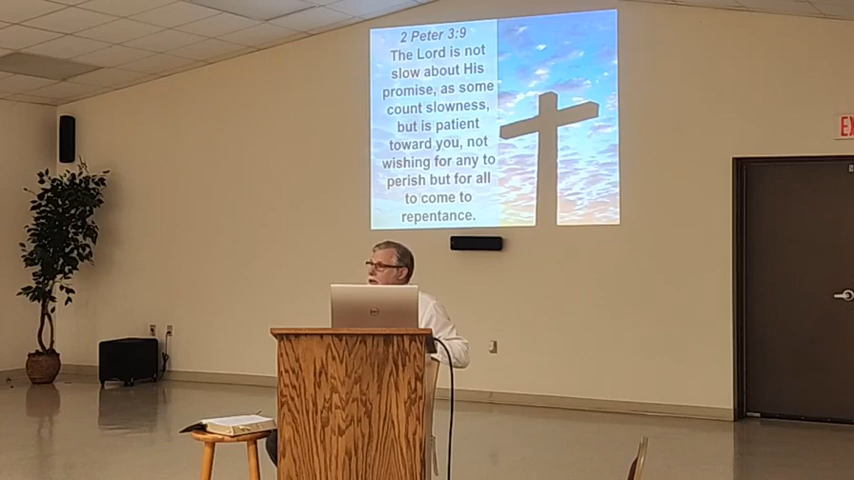 2 Peter 3:9
The Lord is not
slow about His
promise, as some
count slowness,
but is patient
toward you, not
wishing for any to
perish but for all
to come to
repentance.
DELL